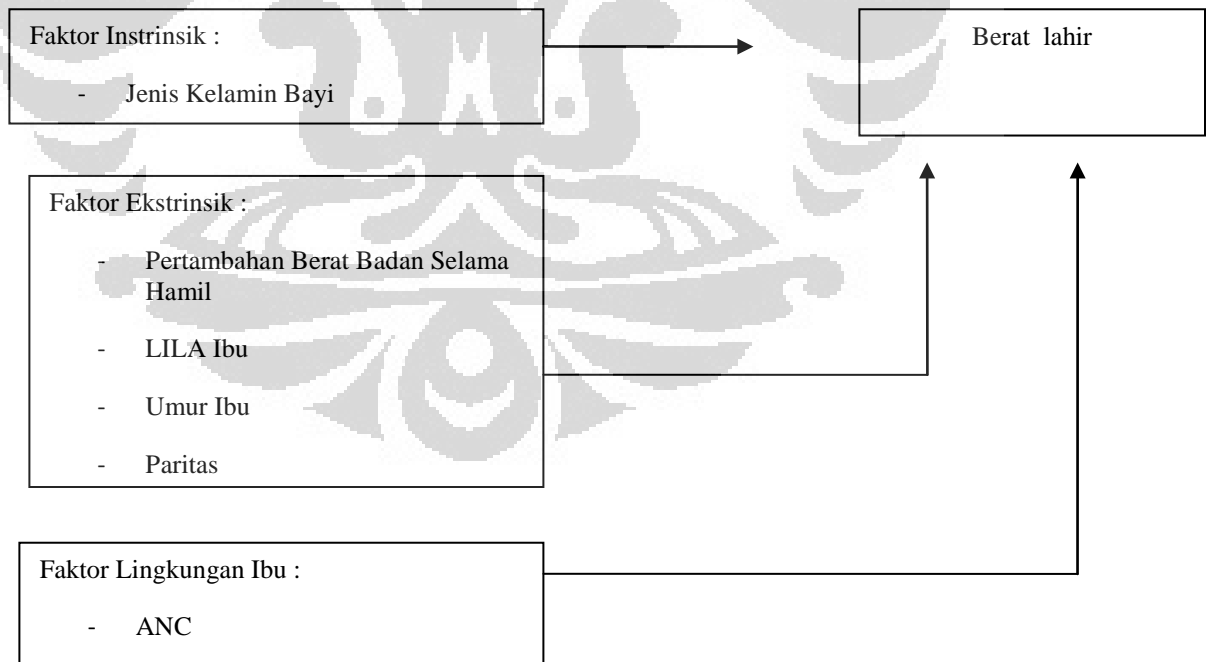 Faktor Instrinsik :
- Jenis Kelamin Bayi
Berat lahir
Faktor Ekstrinsik :
- Pertambahan Berat Badan Selama
Hamil
- LILA Ibu
- Umur Ibu
- Paritas
Faktor Lingkungan Ibu :
- ANC